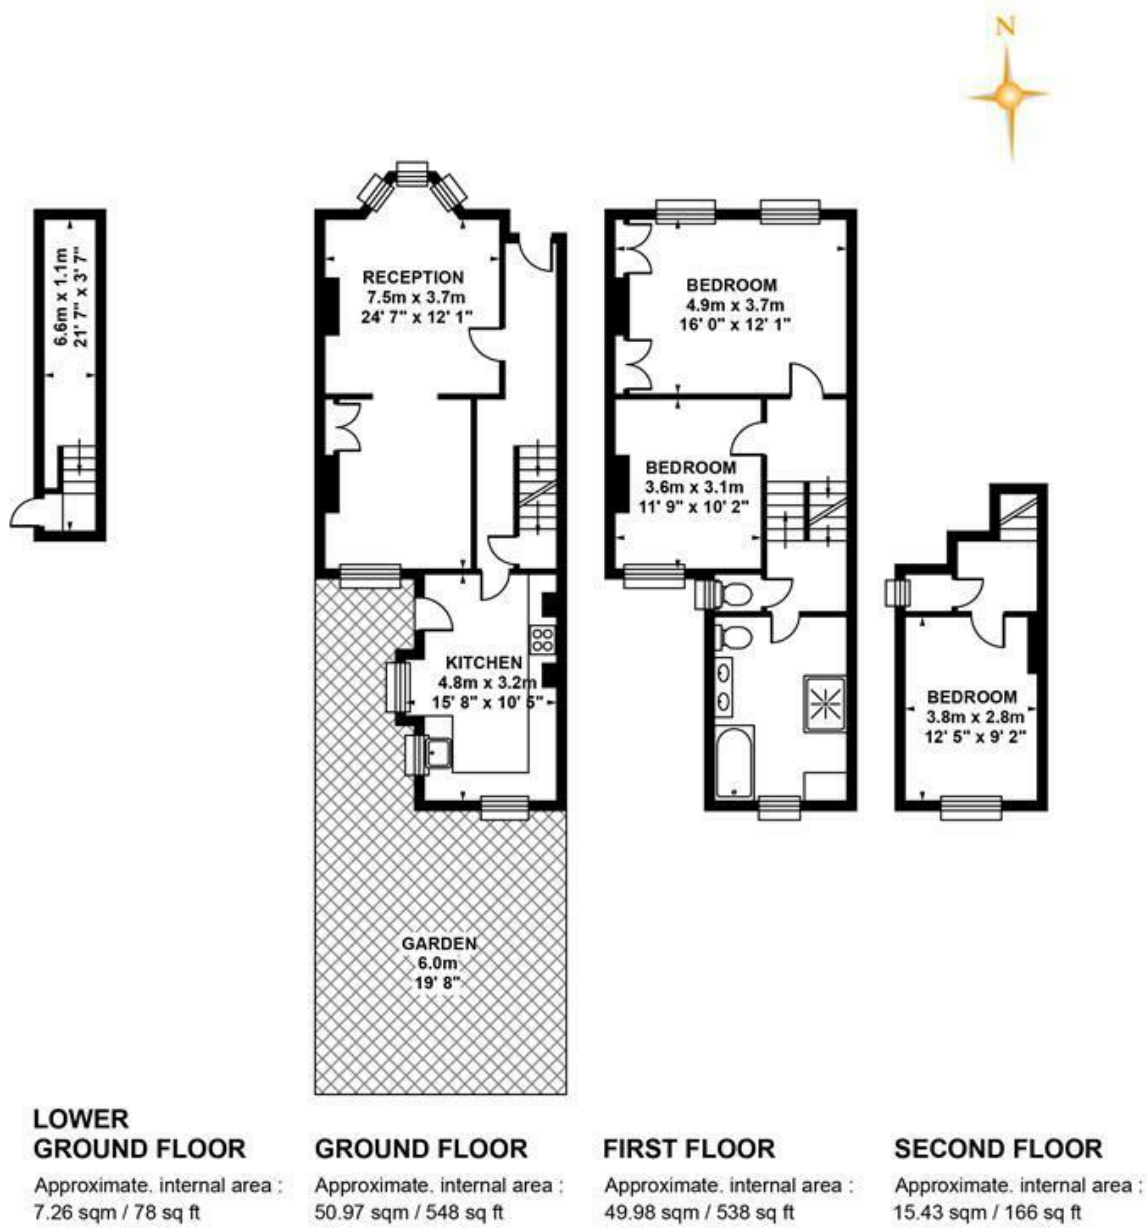 N
6.6m x 1.1m
21' 7" x 3' 7"
RECEPTION
7.5m x 3.7m
24' 7" x 12' 1"
BEDROOM
4.9m x 3.7m
16' 0" x 12' 1"
BEDROOM
3.6m x 3.1m
11' 9" x 10' 2"
KITCHEN
4.8m x 3.2m
15' 8" x 10' 5"
BEDROOM
3.8m x 2.8m
12' 5" x 9' 2"
GARDEN
6.0m
19' 8"
LOWER
GROUND FLOOR
Approximate. internal area :
7.26 sqm / 78 sq ft
GROUND FLOOR
Approximate. internal area :
50.97 sqm / 548 sq ft
FIRST FLOOR
Approximate. internal area :
49.98 sqm / 538 sq ft
SECOND FLOOR
Approximate. internal area :
15.43 sqm / 166 sq ft